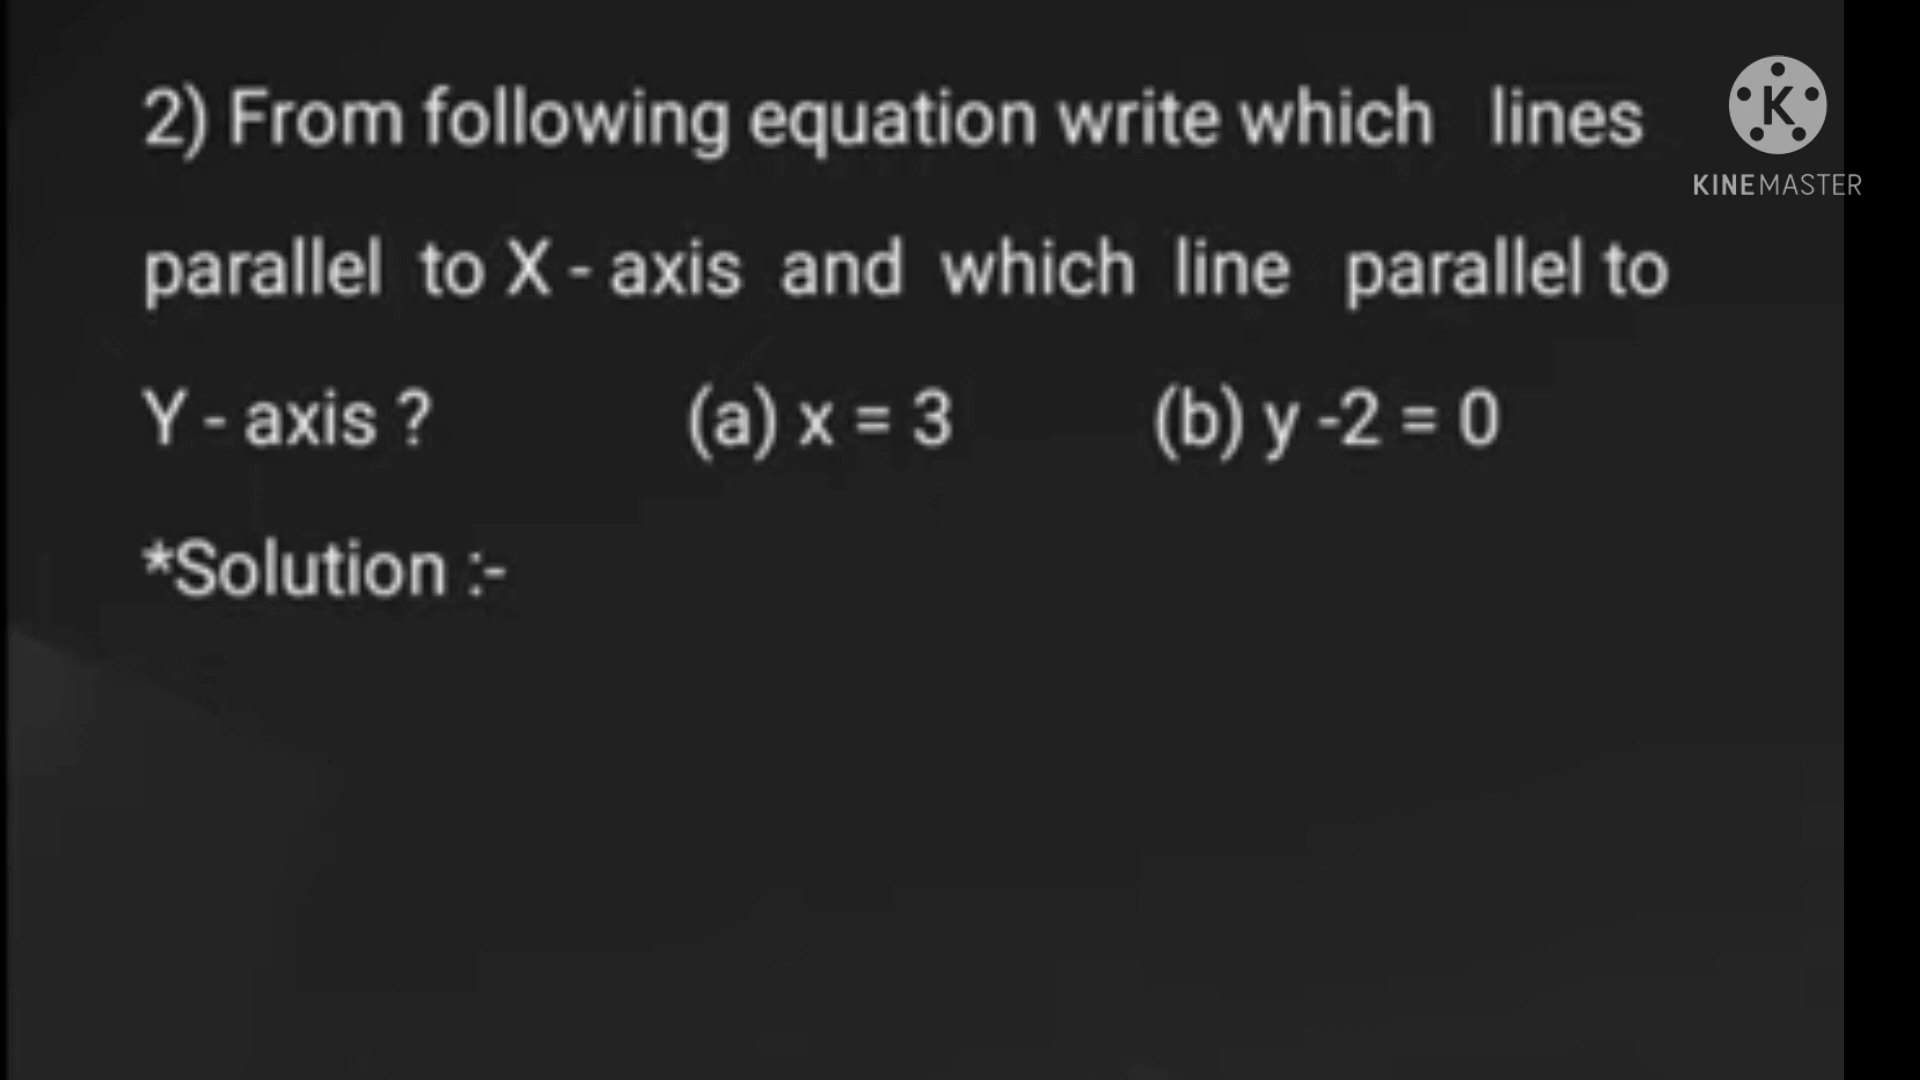 2) From following equation write which lines
parallel to X - axis and which line parallel to
Y - axis ? (a) x = 3 (b) y -2 = 0
*Solution :-
K
KINEMASTER